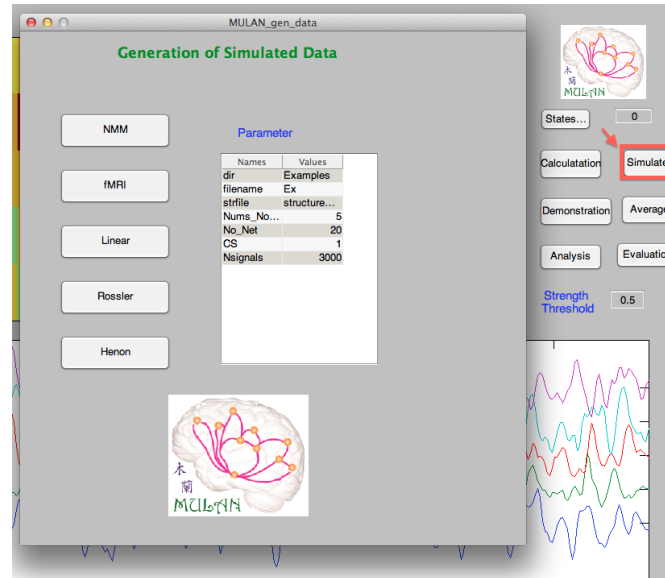 MULAN_gen_data
Generation of Simulated Data
NMM
fMRI
Linear
Rossler
Henon
Parameter
Names Values
dir Examples
filename Ex
strfile structure...
Nums_No... 5
No_Net 20
CS 1
Nsignals 3000
木
蘭
MULAN
木
蘭
MULAN
States... 0
Calculatation Simulate
Demonstration Average
Analysis Evaluatio
Strength
Threshold
0.5